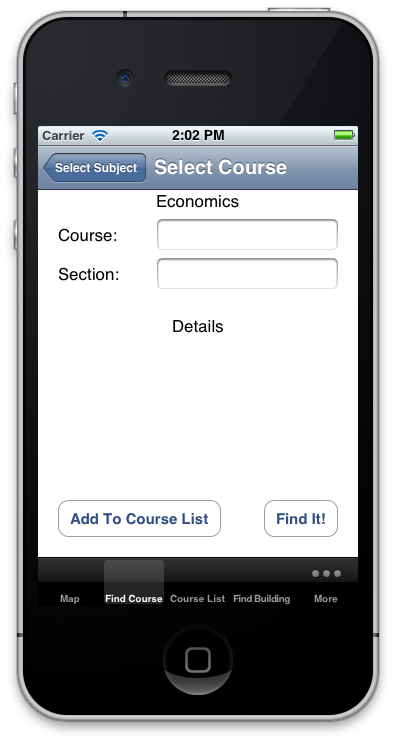 Carrier 2:02 PM
Select Subject Select Course
Economics
Course:
Section:
Details
Add To Course List Find It!
Map Find Course Course List Find Building More